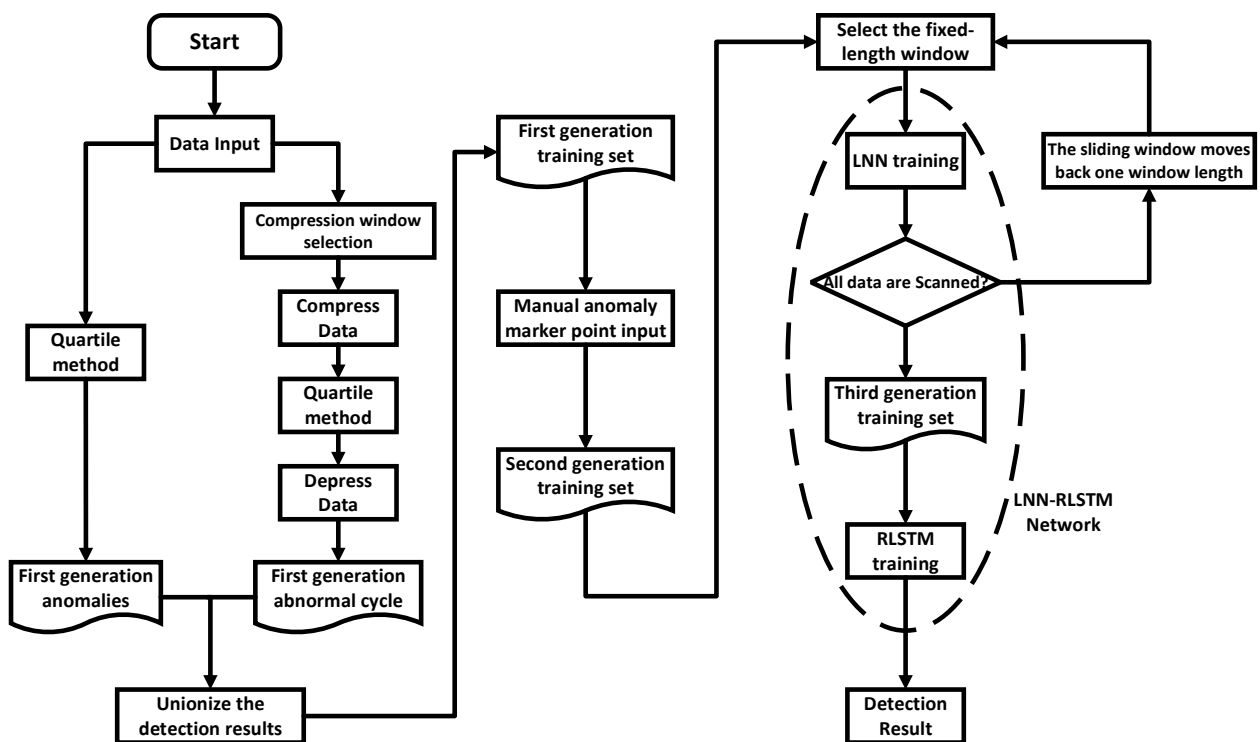 Start
Data Input
Compression window
selection
Compress
Data
Quartile
method
Quartile
method
Depress
Data
First generation
anomalies
First generation
abnormal cycle
Unionize the
detection results
First generation
training set
Manual anomaly
marker point input
Second generation
training set
Select the fixed-
length window
LNN training
The sliding window moves
back one window length
All data are Scanned?
Third generation
training set
LNN-RLSTM
Network
RLSTM
training
Detection
Result